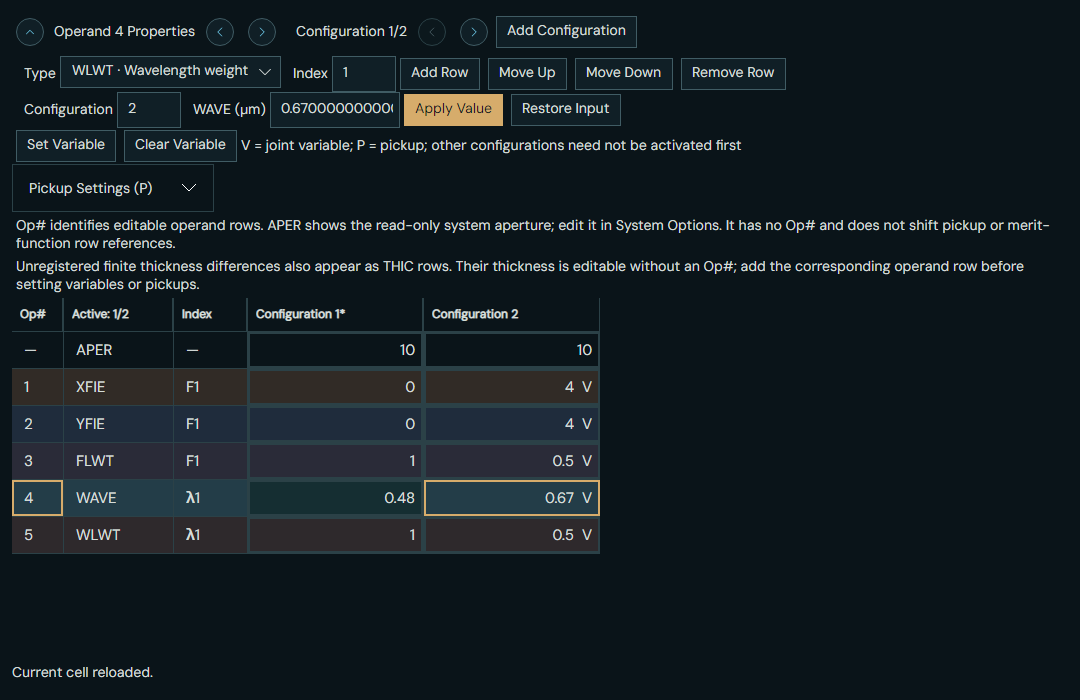 Operand 4 Properties Configuration 1/2 Add Configuration
Type WLWT · Wavelength weight Index 1 Add Row Move Up Move Down Remove Row
Configuration 2 WAVE (μm) 0.670000000000 Apply Value Restore Input
Set Variable Clear Variable V = joint variable; P = pickup; other configurations need not be activated first
Pickup Settings (P)
Op# identifies editable operand rows. APER shows the read-only system aperture; edit it in System Options. It has no Op# and does not shift pickup or merit-
function row references.
Unregistered finite thickness differences also appear as THIC rows. Their thickness is editable without an Op#; add the corresponding operand row before
setting variables or pickups.
Op# Active: 1/2 Index Configuration 1* Configuration 2
— APER — 10 10
1 XFIE F1 0 4 V
2 YFIE F1 0 4 V
3 FLWT F1 1 0.5 V
4 WAVE λ1 0.48 0.67 V
5 WLWT λ1 1 0.5 V
Current cell reloaded.